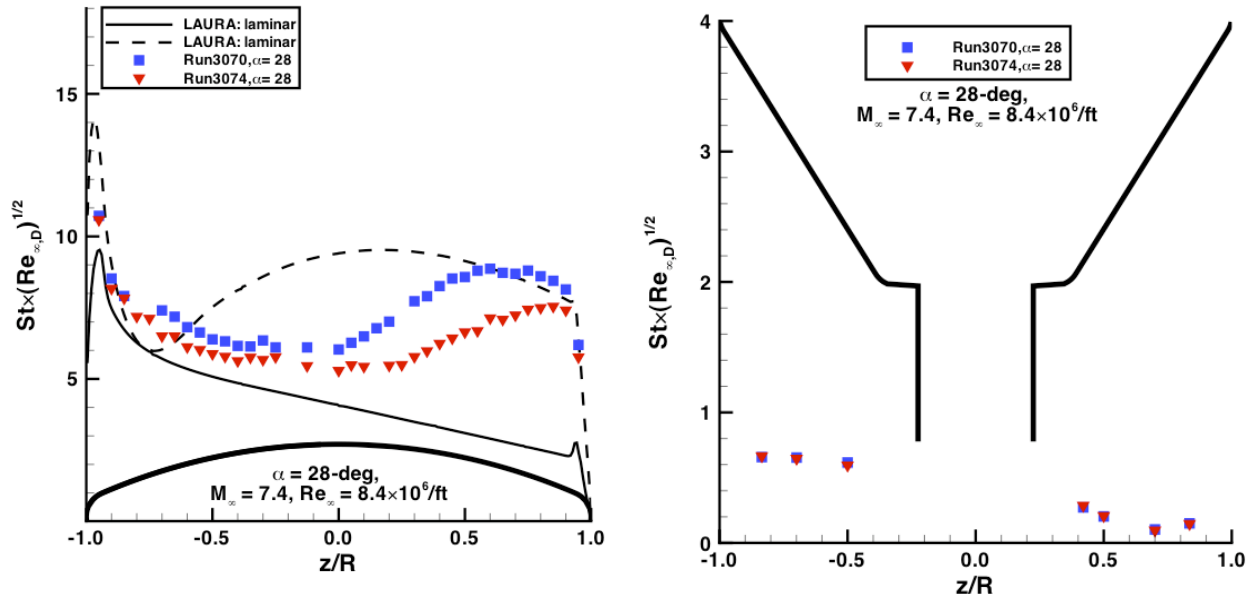 LAURA: laminar
LAURA: laminar
Run3070,α= 28
Run3074,α= 28
15
10
5
St×(Re∞,D)1/2
α = 28-deg,
M∞ = 7.4, Re∞ = 8.4×106/ft
-1.0 -0.5 0.0 0.5 1.0
z/R
4
3
2
1
0
St×(Re∞,D)1/2
Run3070,α= 28
Run3074,α= 28
α = 28-deg,
M∞ = 7.4, Re∞ = 8.4×106/ft
-1.0 -0.5 0.0 0.5 1.0
z/R